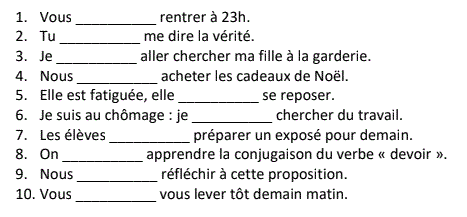 1. Vous __________ rentrer à 23h.
2. Tu __________ me dire la vérité.
3. Je __________ aller chercher ma fille à la garderie.
4. Nous __________ acheter les cadeaux de Noël.
5. Elle est fatiguée, elle __________ se reposer.
6. Je suis au chômage : je __________ chercher du travail.
7. Les élèves __________ préparer un exposé pour demain.
8. On __________ apprendre la conjugaison du verbe « devoir ».
9. Nous __________ réfléchir à cette proposition.
10. Vous __________ vous lever tôt demain matin.